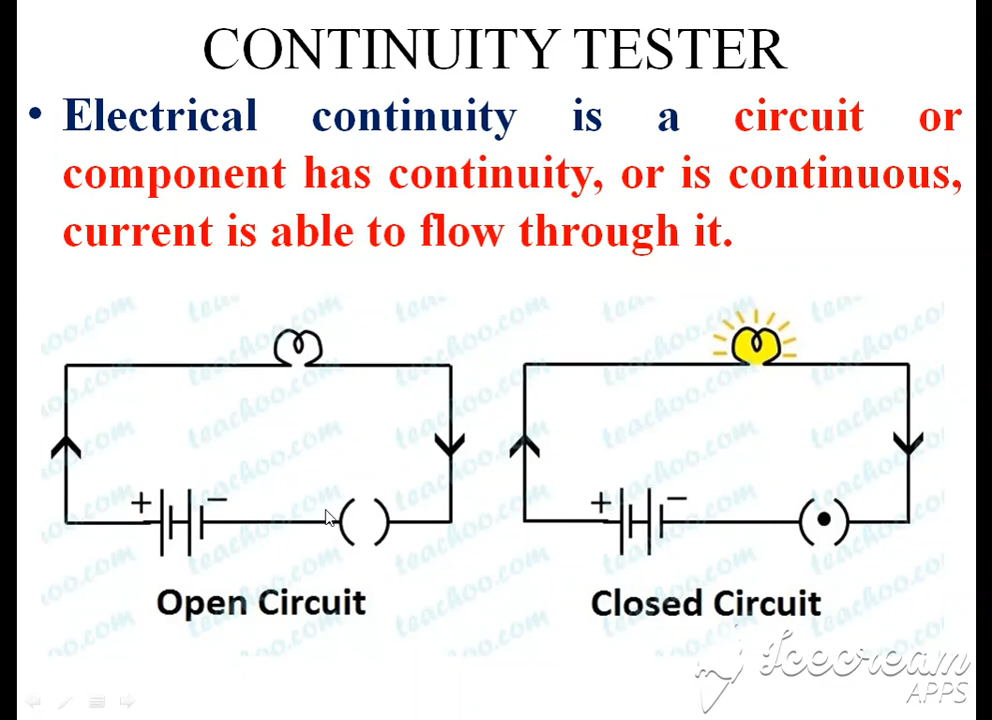 CONTINUITY TESTER
• Electrical continuity is a circuit or
component has continuity, or is continuous,
current is able to flow through it.
teachoo.com
+ −
+ −
Open Circuit
Closed Circuit
Icecream
APPS